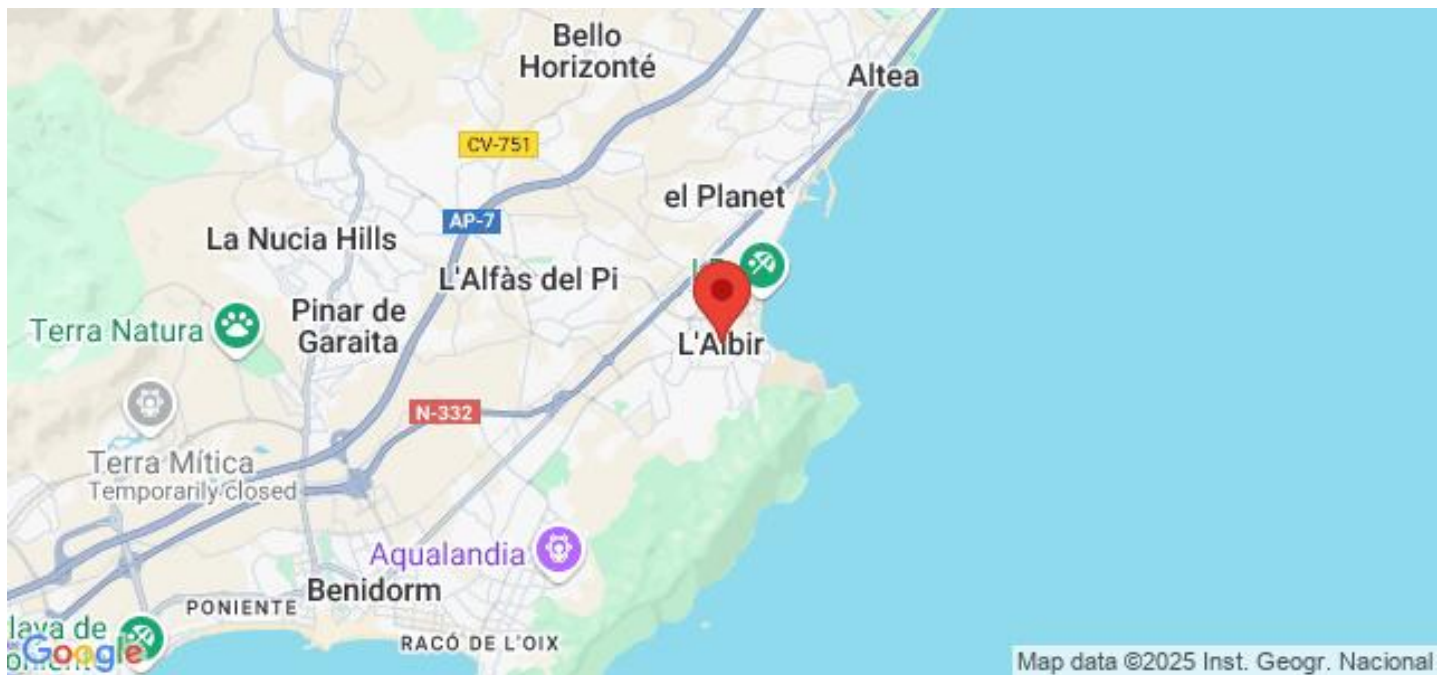 Bello
Horizonté
Altea
CV-751
el Planet
AP-7
La Nucia Hills
L'Alfàs del Pi
Pinar de
Garaita
Terra Natura
L'Albir
N-332
Terra Mítica
Temporarily closed
Aqualandia
Benidorm
PONIENTE
RACÓ DE L'OIX
laya de
Google
Map data ©2025 Inst. Geogr. Nacional